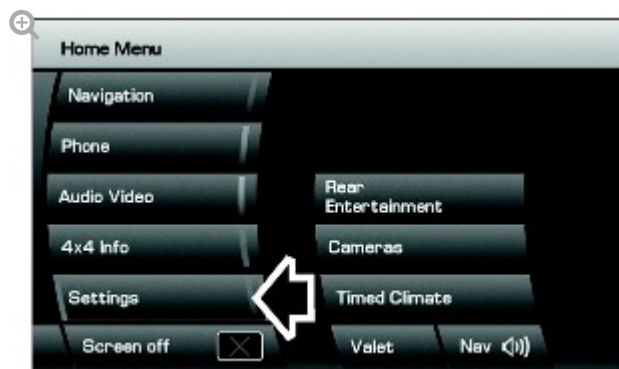 Home Menu
Navigation
Phone
Audio Video
Rear
Entertainment
4x4 Info
Cameras
Settings
Timed Climate
Screen off
Valet
Nav